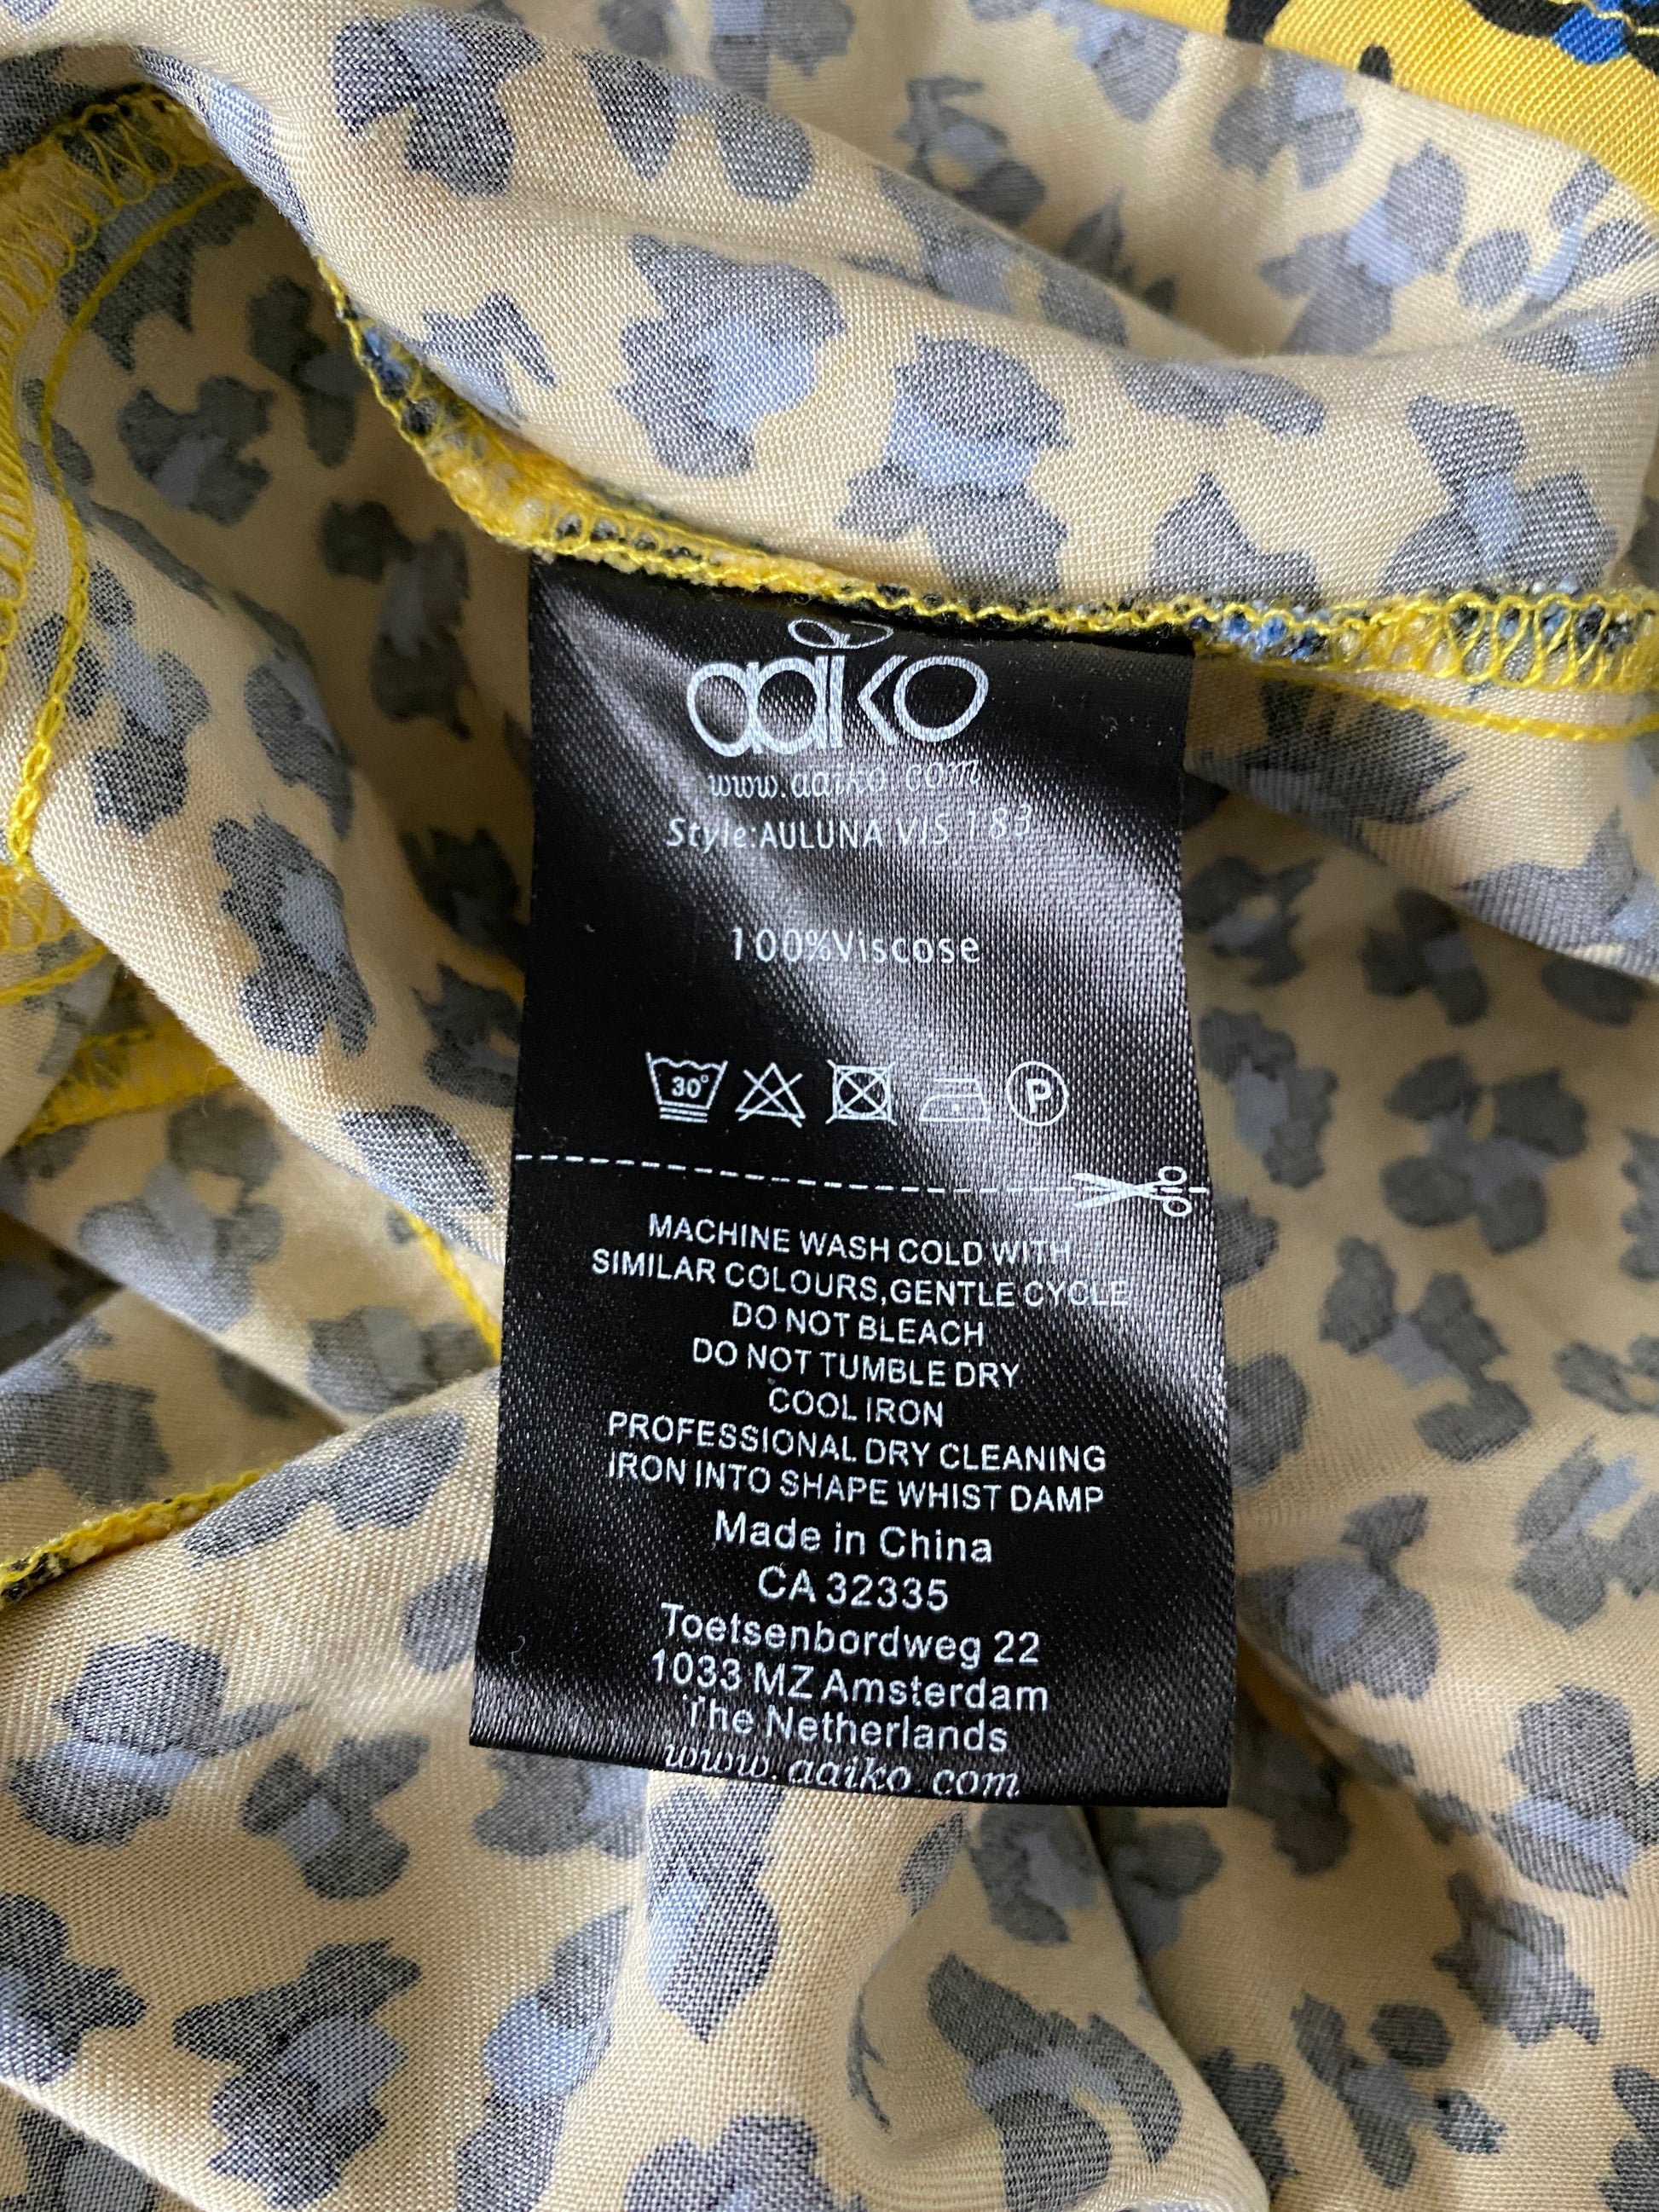 aaiko
www.aaiko.com
Style:AULUNA VIS 183
100%Viscose
30° P
MACHINE WASH COLD WITH
SIMILAR COLOURS,GENTLE CYCLE
DO NOT BLEACH
DO NOT TUMBLE DRY
COOL IRON
PROFESSIONAL DRY CLEANING
IRON INTO SHAPE WHIST DAMP
Made in China
CA 32335
Toetsenbordweg 22
1033 MZ Amsterdam
The Netherlands
www.aaiko.com